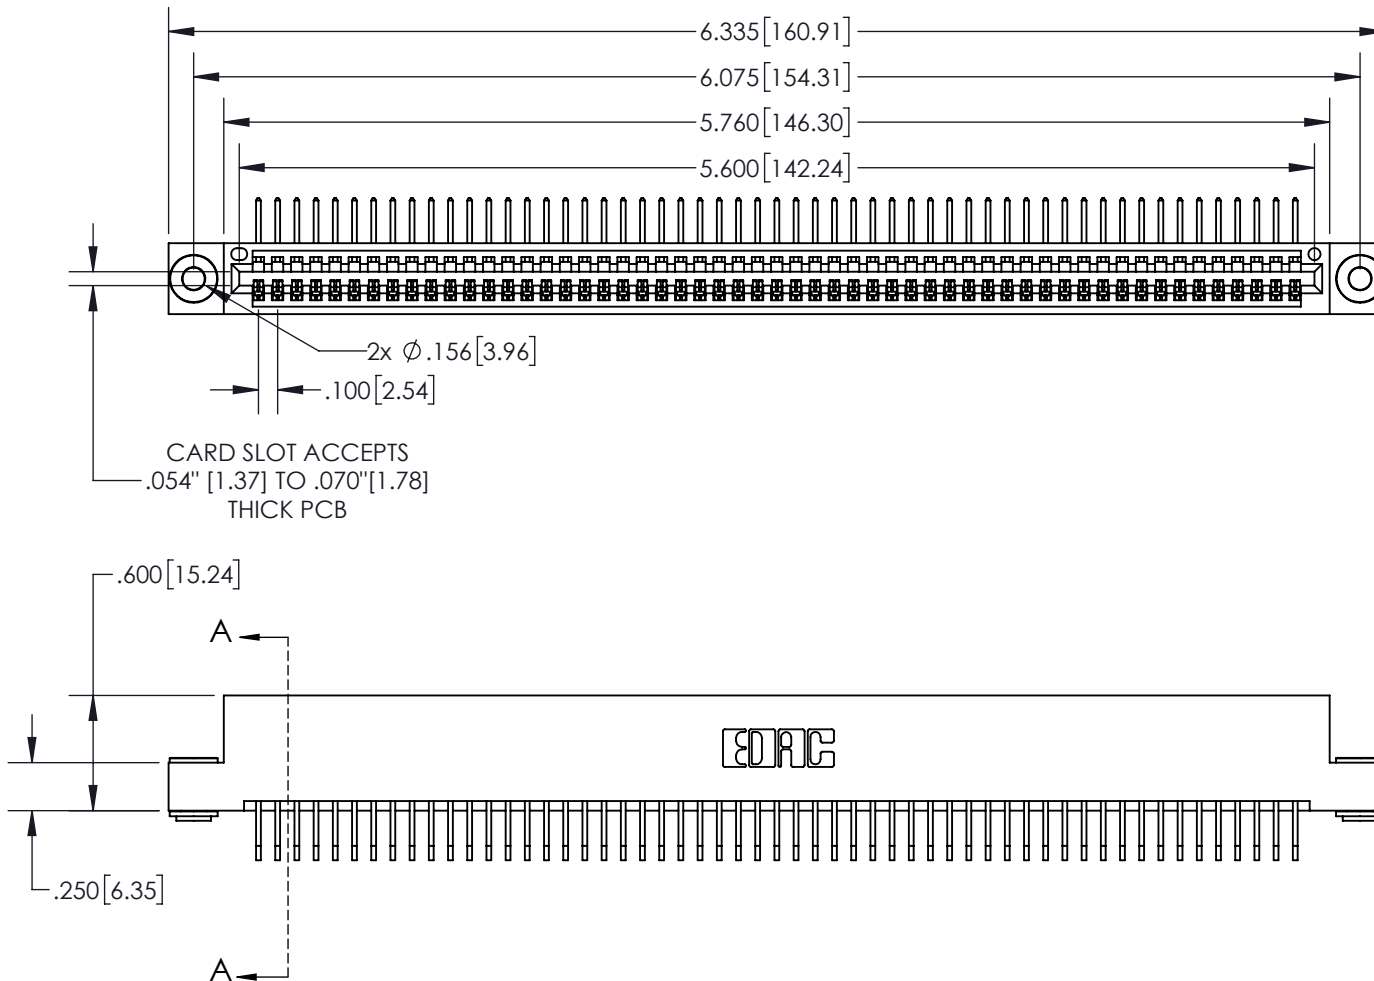 6.335[160.91]
6.075[154.31]
5.760[146.30]
5.600[142.24]
2x Ø.156[3.96]
.100[2.54]
CARD SLOT ACCEPTS
.054" [1.37] TO .070"[1.78]
THICK PCB
.600[15.24]
A
EDAC
.250[6.35]
A